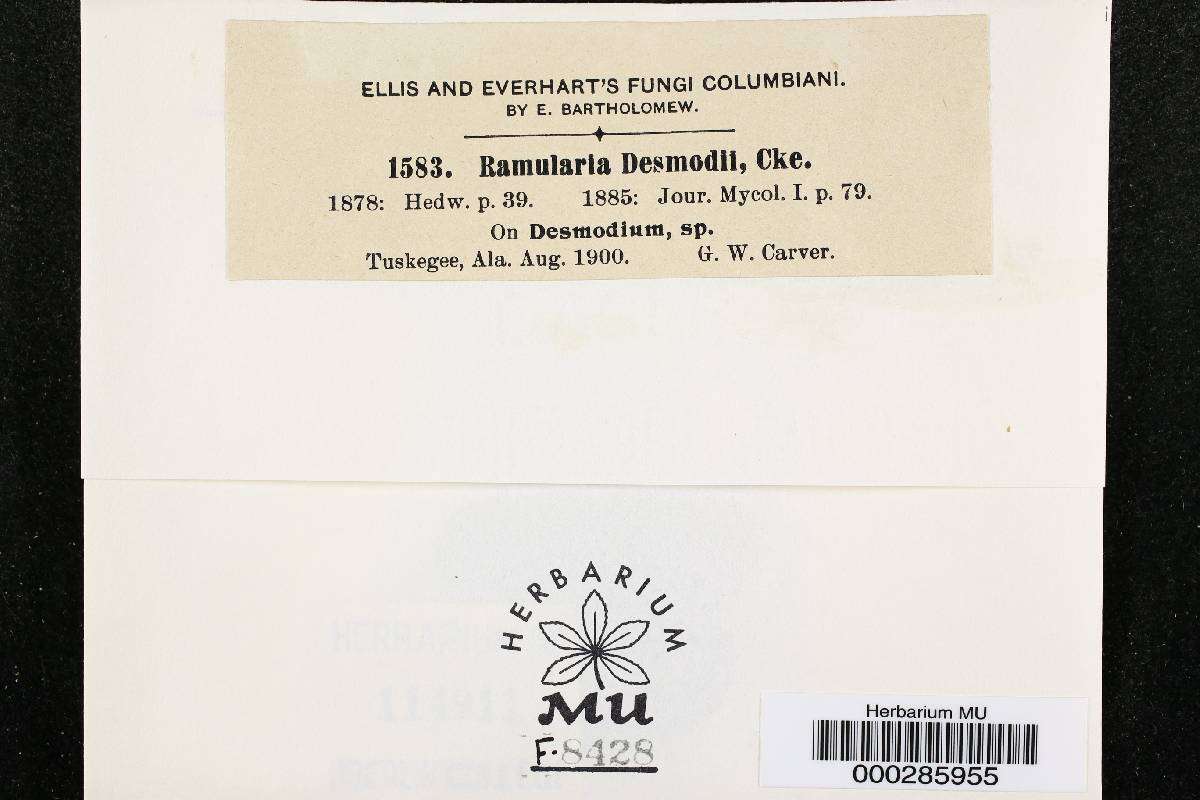 ELLIS AND EVERHART'S FUNGI COLUMBIANI.
BY E. BARTHOLOMEW.
1583. Ramularia Desmodii, Cke.
1878: Hedw. p. 39. 1885: Jour. Mycol. I. p. 79.
On Desmodium, sp.
Tuskegee, Ala. Aug. 1900. G. W. Carver.
HERBARIUM
MU
F-8428
Herbarium MU
000285955